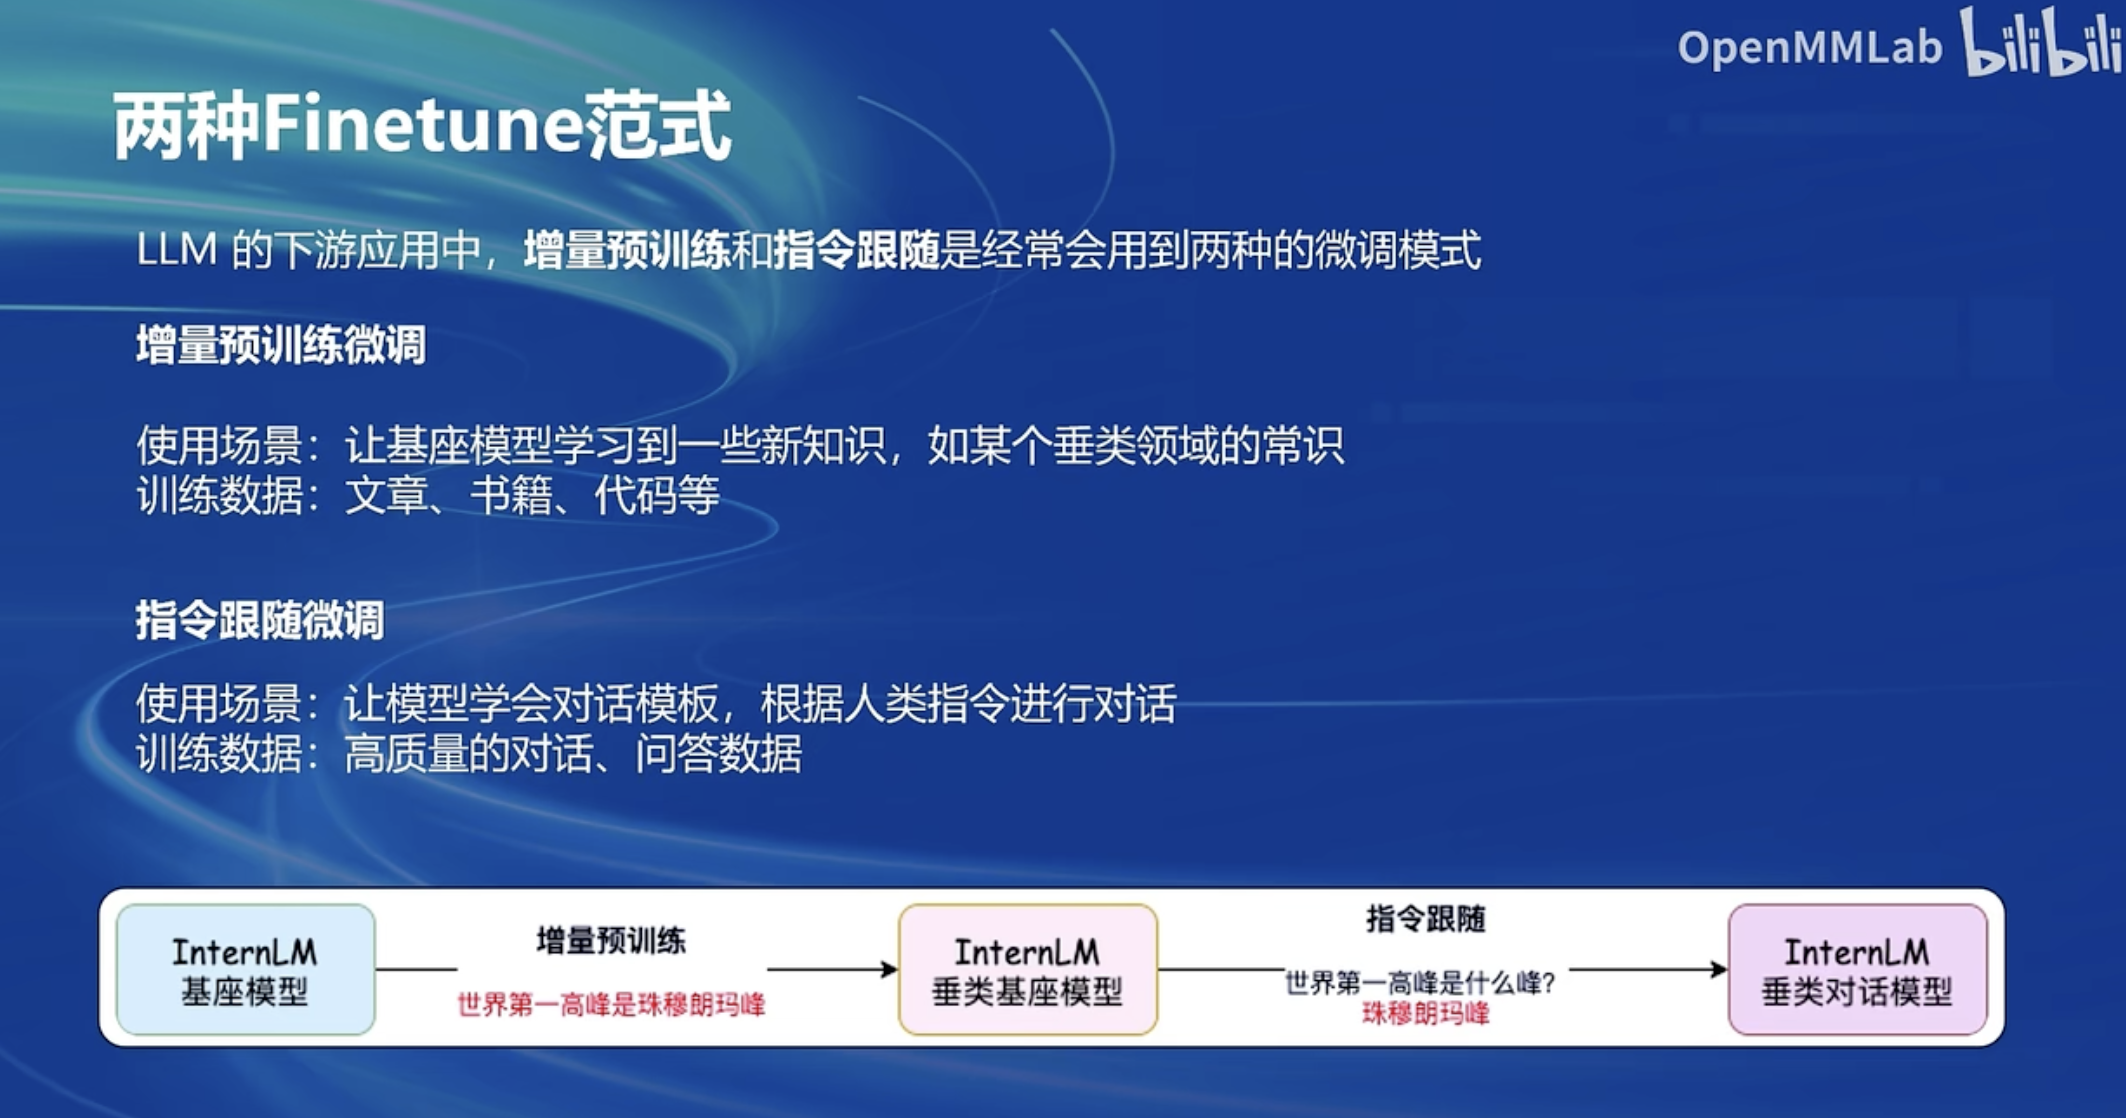 OpenMMLab bilibili
两种Finetune范式
LLM 的下游应用中，增量预训练和指令跟随是经常会用到两种的微调模式
增量预训练微调
使用场景：让基座模型学习到一些新知识，如某个垂类领域的常识
训练数据：文章、书籍、代码等
指令跟随微调
使用场景：让模型学会对话模板，根据人类指令进行对话
训练数据：高质量的对话、问答数据
InternLM
基座模型
增量预训练
世界第一高峰是珠穆朗玛峰
InternLM
垂类基座模型
指令跟随
世界第一高峰是什么峰?
珠穆朗玛峰
InternLM
垂类对话模型